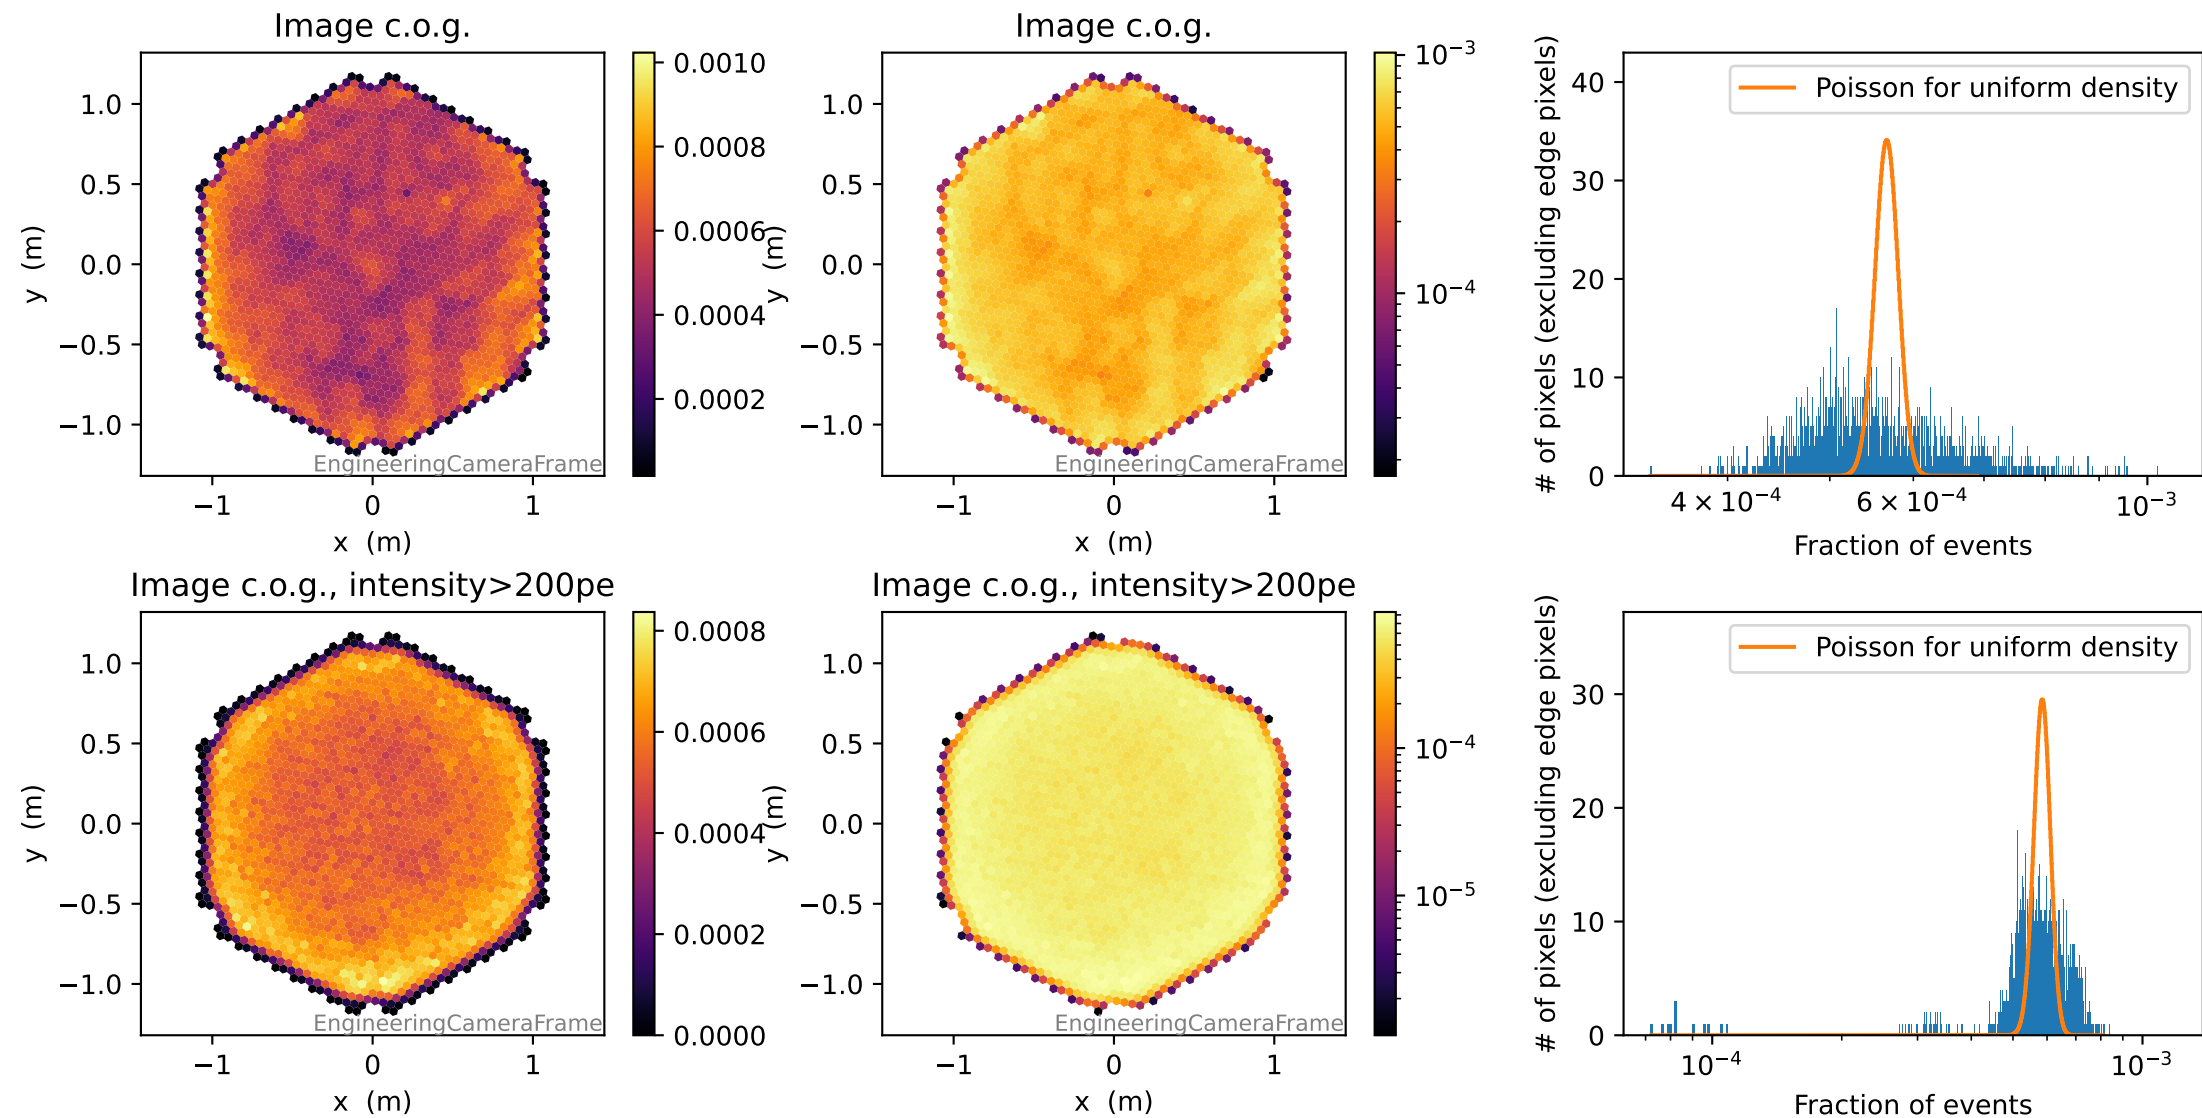 Image c.o.g.
1.0
0.5
0.0
−0.5
−1.0
y (m)
−1
0
1
x (m)
EngineeringCameraFrame
0.0010
0.0008
0.0006
0.0004
0.0002
Image c.o.g.
1.0
0.5
0.0
−0.5
−1.0
y (m)
−1
0
1
x (m)
EngineeringCameraFrame
10⁻³
10⁻⁴
Poisson for uniform density
40
30
20
10
0
# of pixels (excluding edge pixels)
4 × 10⁻⁴
6 × 10⁻⁴
10⁻³
Fraction of events
Image c.o.g., intensity>200pe
1.0
0.5
0.0
−0.5
−1.0
y (m)
−1
0
1
x (m)
EngineeringCameraFrame
0.0008
0.0006
0.0004
0.0002
0.0000
Image c.o.g., intensity>200pe
1.0
0.5
0.0
−0.5
−1.0
y (m)
−1
0
1
x (m)
EngineeringCameraFrame
10⁻⁴
10⁻⁵
Poisson for uniform density
30
20
10
0
# of pixels (excluding edge pixels)
10⁻⁴
10⁻³
Fraction of events